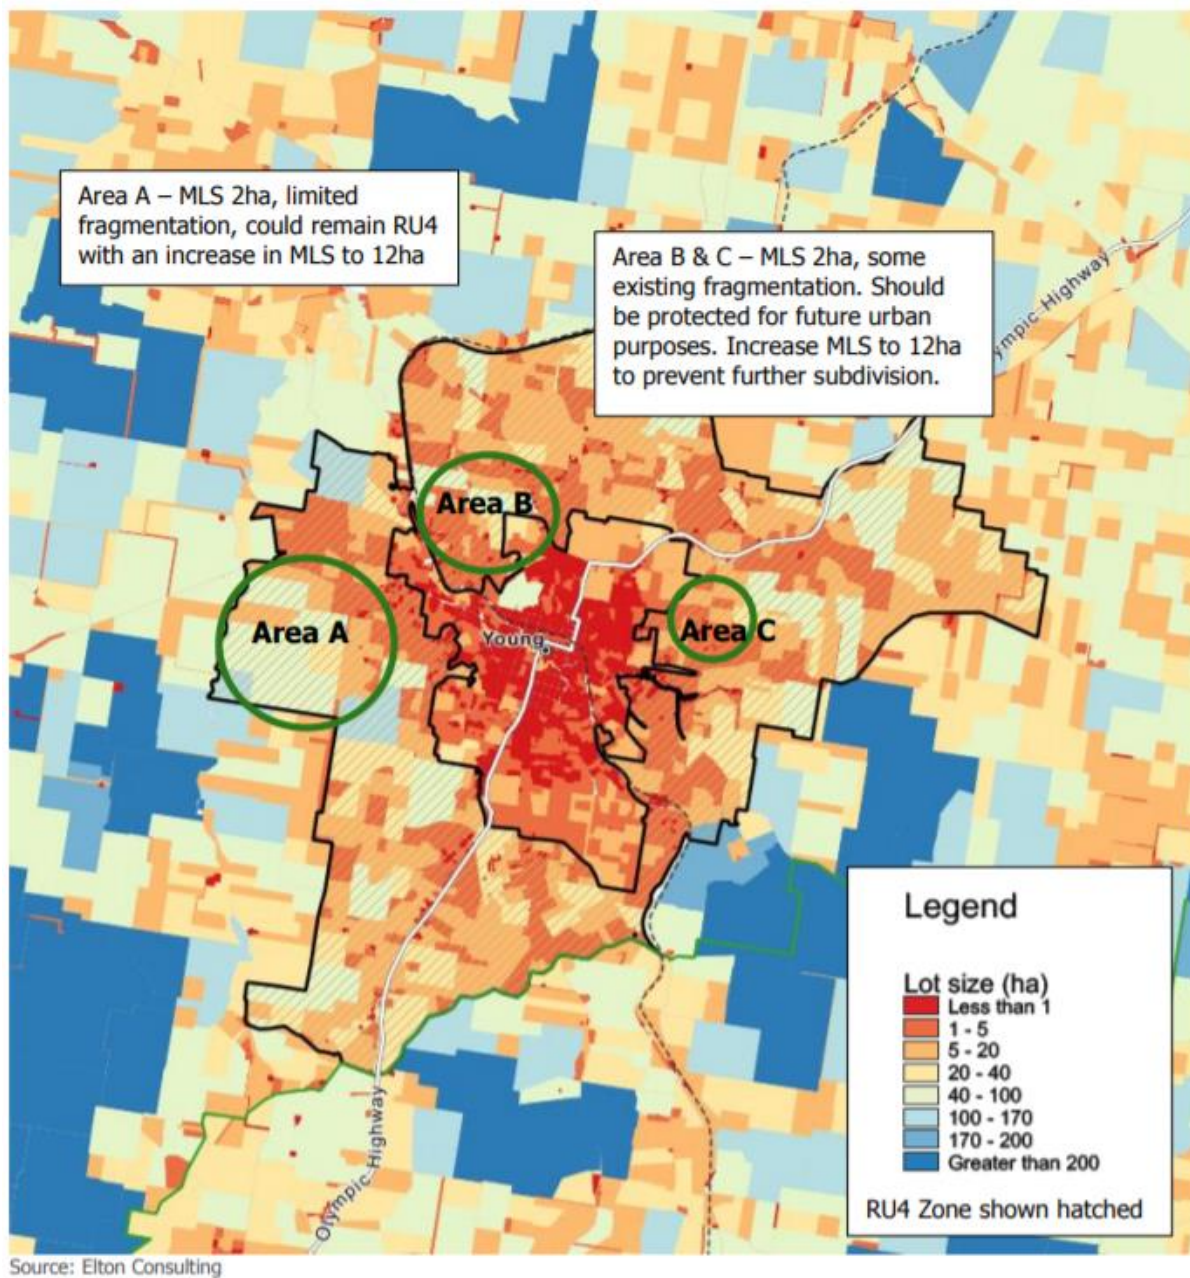 Area A – MLS 2ha, limited
fragmentation, could remain RU4
with an increase in MLS to 12ha
Area B & C – MLS 2ha, some
existing fragmentation. Should
be protected for future urban
purposes. Increase MLS to 12ha
to prevent further subdivision.
ympic Highway
Area B
Area A
Young
Area C
Olympic Highway
Legend
Lot size (ha)
Less than 1
1 - 5
5 - 20
20 - 40
40 - 100
100 - 170
170 - 200
Greater than 200
RU4 Zone shown hatched
Source: Elton Consulting